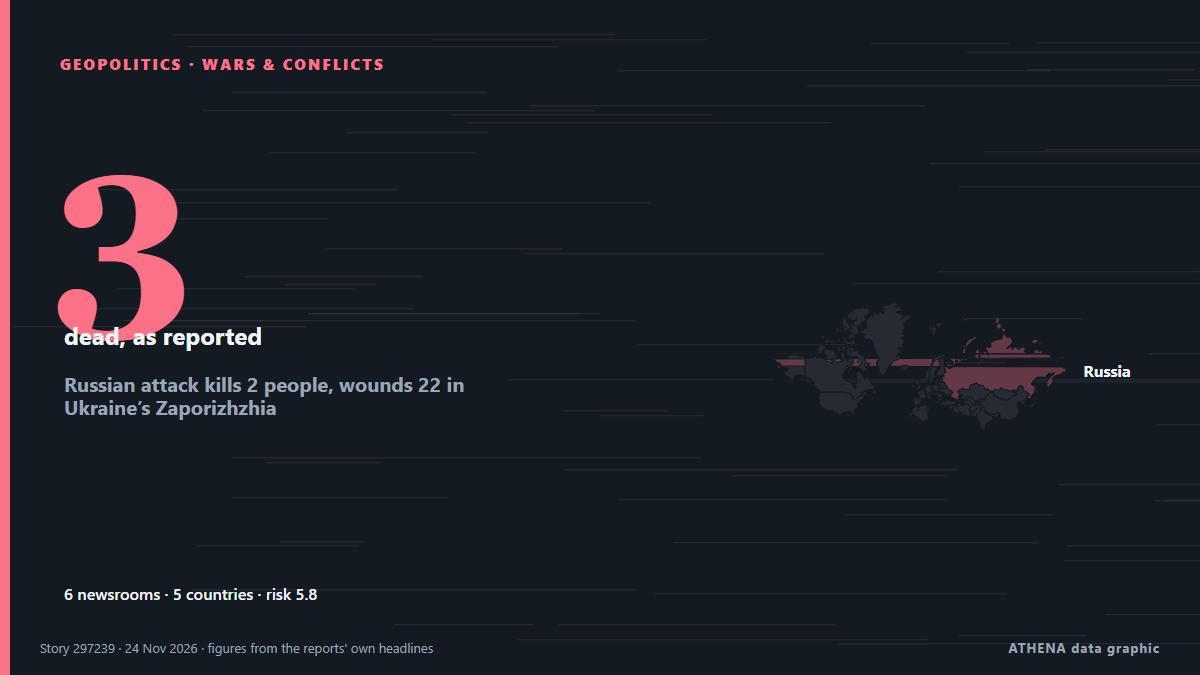 GEOPOLITICS · WARS & CONFLICTS
3
dead, as reported
Russian attack kills 2 people, wounds 22 in
Ukraine’s Zaporizhzhia
Russia
6 newsrooms · 5 countries · risk 5.8
Story 297239 · 24 Nov 2026 · figures from the reports' own headlines
ATHENA data graphic